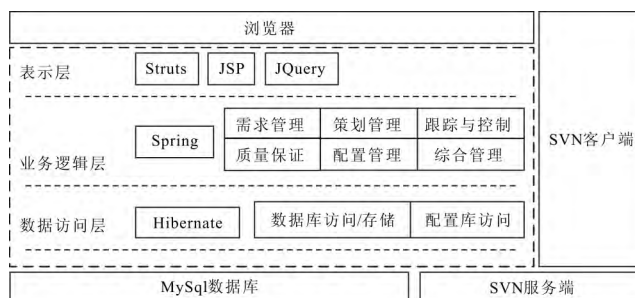 浏览器
表示层 Struts JSP JQuery
需求管理 策划管理 跟踪与控制
Spring
质量保证 配置管理 综合管理
业务逻辑层
SVN客户端
数据访问层 Hibernate 数据库访问/存储 配置库访问
MySql数据库 SVN服务端